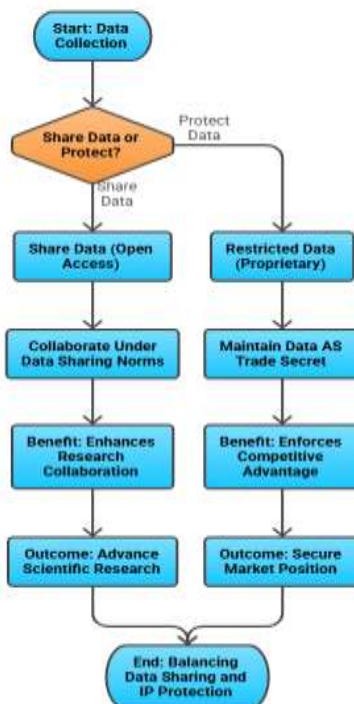 Start: Data
Collection
Share Data or
Protect?
Protect
Data
Share
Data
Share Data (Open
Access)
Restricted Data
(Proprietary)
Collaborate Under
Data Sharing Norms
Maintain Data AS
Trade Secret
Benefit: Enhances
Research
Collaboration
Benefit: Enforces
Competitive
Advantage
Outcome: Advance
Scientific Research
Outcome: Secure
Market Position
End: Balancing
Data Sharing and
IP Protection